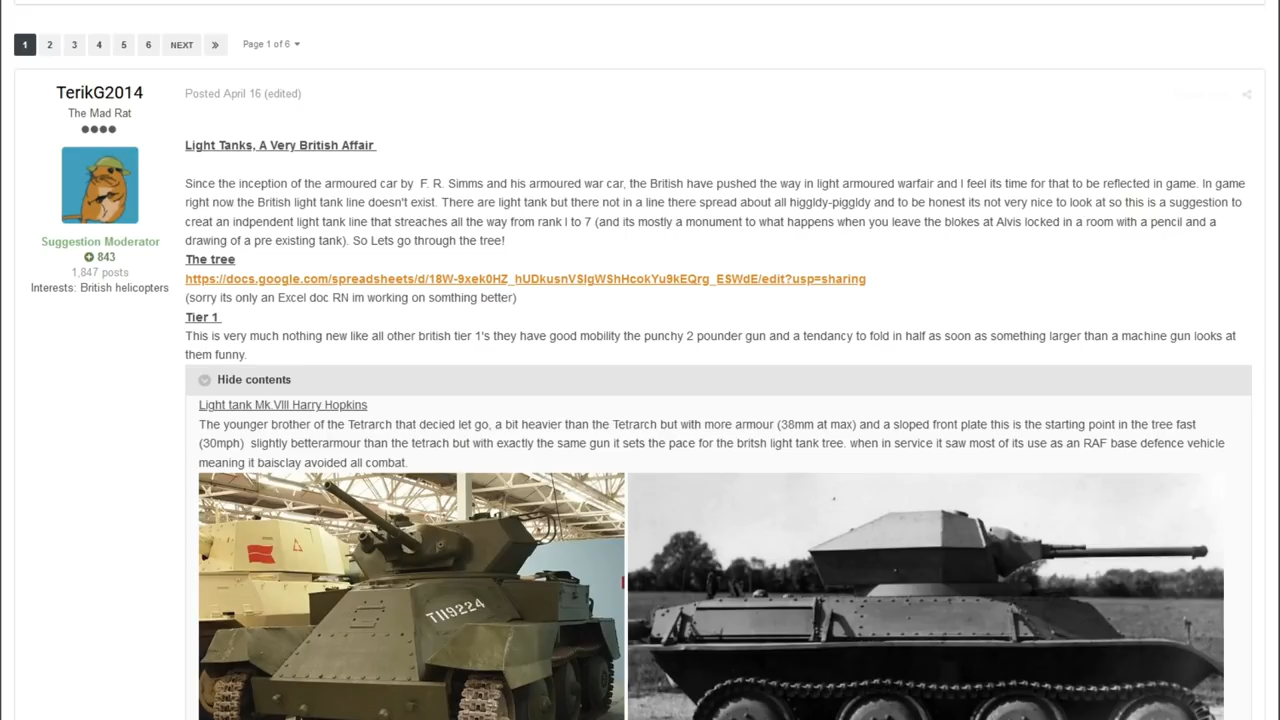 1 2 3 4 5 6 NEXT » Page 1 of 6
TerikG2014
The Mad Rat
Suggestion Moderator
843
1,847 posts
Interests: British helicopters
Posted April 16 (edited)
Light Tanks, A Very British Affair
Since the inception of the armoured car by F. R. Simms and his armoured war car, the British have pushed the way in light armoured warfair and I feel its time for that to be reflected in game. In game
right now the British light tank line doesn't exist. There are light tank but there not in a line there spread about all higgldy-piggldy and to be honest its not very nice to look at so this is a suggestion to
creat an indpendent light tank line that streaches all the way from rank I to 7 (and its mostly a monument to what happens when you leave the blokes at Alvis locked in a room with a pencil and a
drawing of a pre existing tank). So Lets go through the tree!
The tree
https://docs.google.com/spreadsheets/d/18W-9xek0HZ_hUDkusnVSIgWShHcokYu9kEQrg_ESWdE/edit?usp=sharing
(sorry its only an Excel doc RN im working on somthing better)
Tier 1
This is very much nothing new like all other british tier 1's they have good mobility the punchy 2 pounder gun and a tendancy to fold in half as soon as something larger than a machine gun looks at
them funny.
Hide contents
Light tank Mk.VIII Harry Hopkins
The younger brother of the Tetrarch that decied let go, a bit heavier than the Tetrarch but with more armour (38mm at max) and a sloped front plate this is the starting point in the tree fast
(30mph) slightly betterarmour than the tetrach but with exactly the same gun it sets the pace for the britsh light tank tree. when in service it saw most of its use as an RAF base defence vehicle
meaning it baisclay avoided all combat.
T119224